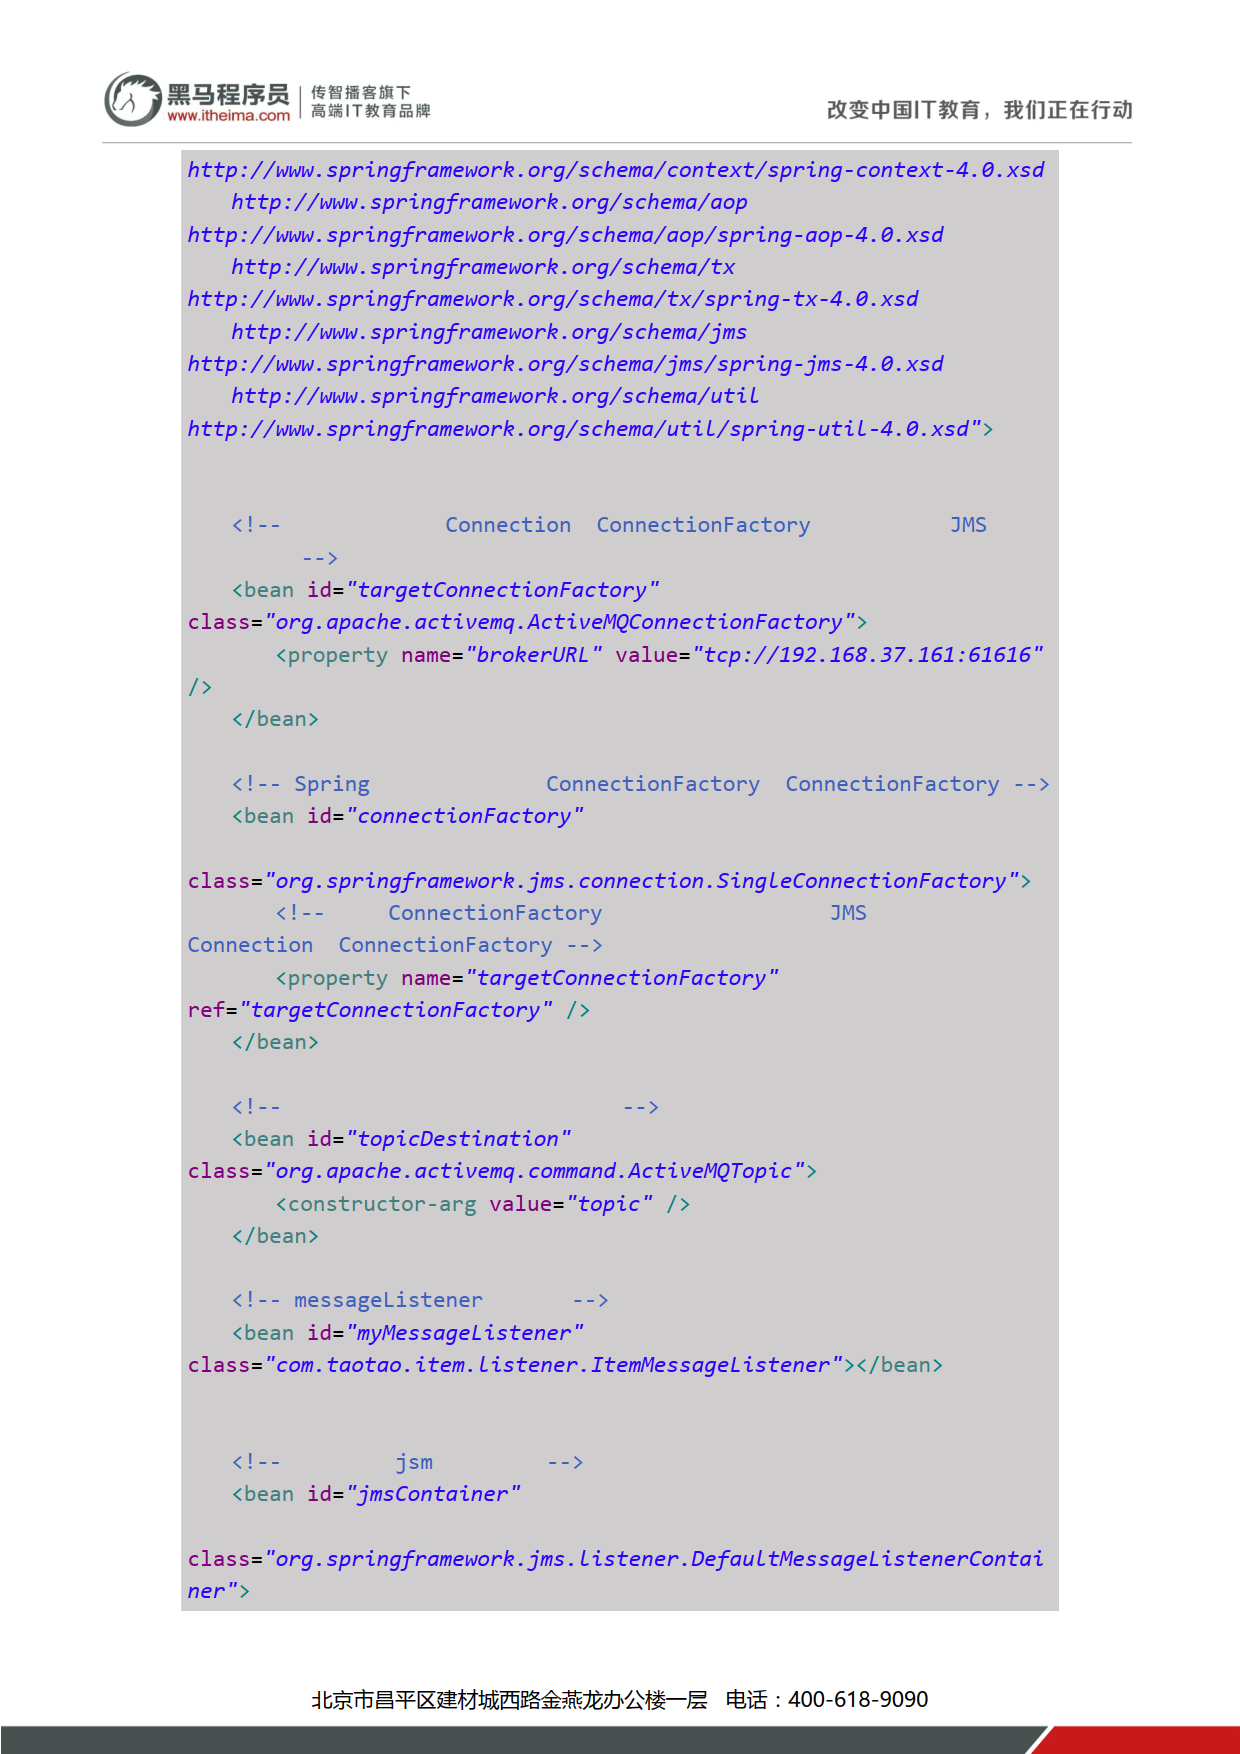 黑马程序员
www.itheima.com
传智播客旗下
高端IT教育品牌
改变中国IT教育，我们正在行动
http://www.springframework.org/schema/context/spring-context-4.0.xsd
http://www.springframework.org/schema/aop
http://www.springframework.org/schema/aop/spring-aop-4.0.xsd
http://www.springframework.org/schema/tx
http://www.springframework.org/schema/tx/spring-tx-4.0.xsd
http://www.springframework.org/schema/jms
http://www.springframework.org/schema/jms/spring-jms-4.0.xsd
http://www.springframework.org/schema/util
http://www.springframework.org/schema/util/spring-util-4.0.xsd">
<!-- Connection ConnectionFactory JMS
-->
<bean id="targetConnectionFactory"
class="org.apache.activemq.ActiveMQConnectionFactory">
<property name="brokerURL" value="tcp://192.168.37.161:61616"
/>
</bean>
<!-- Spring ConnectionFactory ConnectionFactory -->
<bean id="connectionFactory"
class="org.springframework.jms.connection.SingleConnectionFactory">
<!-- ConnectionFactory JMS
Connection ConnectionFactory -->
<property name="targetConnectionFactory"
ref="targetConnectionFactory" />
</bean>
<!-- -->
<bean id="topicDestination"
class="org.apache.activemq.command.ActiveMQTopic">
<constructor-arg value="topic" />
</bean>
<!-- messageListener -->
<bean id="myMessageListener"
class="com.taotao.item.listener.ItemMessageListener"></bean>
<!-- jsm -->
<bean id="jmsContainer"
class="org.springframework.jms.listener.DefaultMessageListenerContai
ner">
北京市昌平区建材城西路金燕龙办公楼一层 电话：400-618-9090